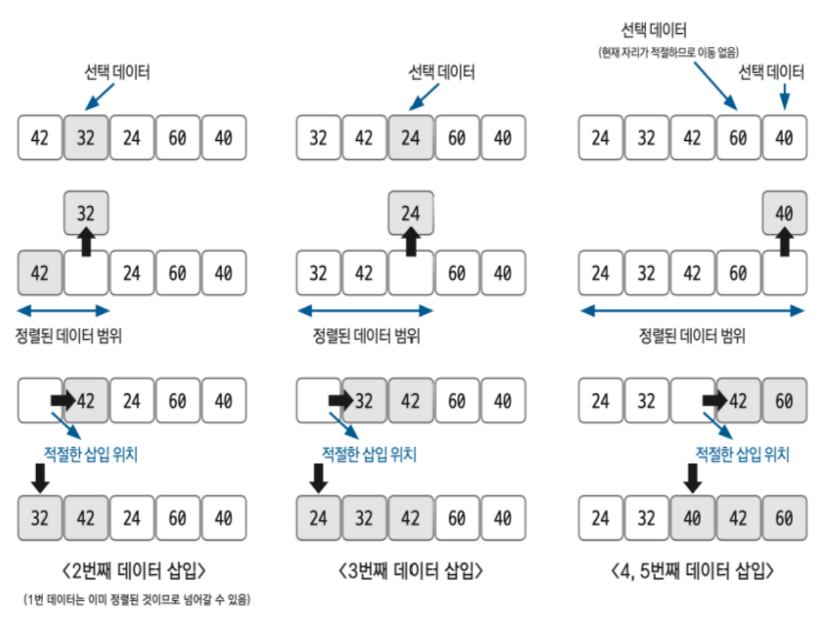 선택 데이터
42 32 24 60 40
32
42 24 60 40
정렬된 데이터 범위
42 24 60 40
적절한 삽입 위치
32 42 24 60 40
<2번째 데이터 삽입>
(1번 데이터는 이미 정렬된 것이므로 넘어갈 수 있음)
선택 데이터
32 42 24 60 40
24
32 42 60 40
정렬된 데이터 범위
32 42 60 40
적절한 삽입 위치
24 32 42 60 40
<3번째 데이터 삽입>
선택 데이터
(현재 자리가 적절하므로 이동 없음)
선택 데이터
24 32 42 60 40
40
24 32 42 60
정렬된 데이터 범위
24 32 42 60
적절한 삽입 위치
24 32 40 42 60
<4, 5번째 데이터 삽입>